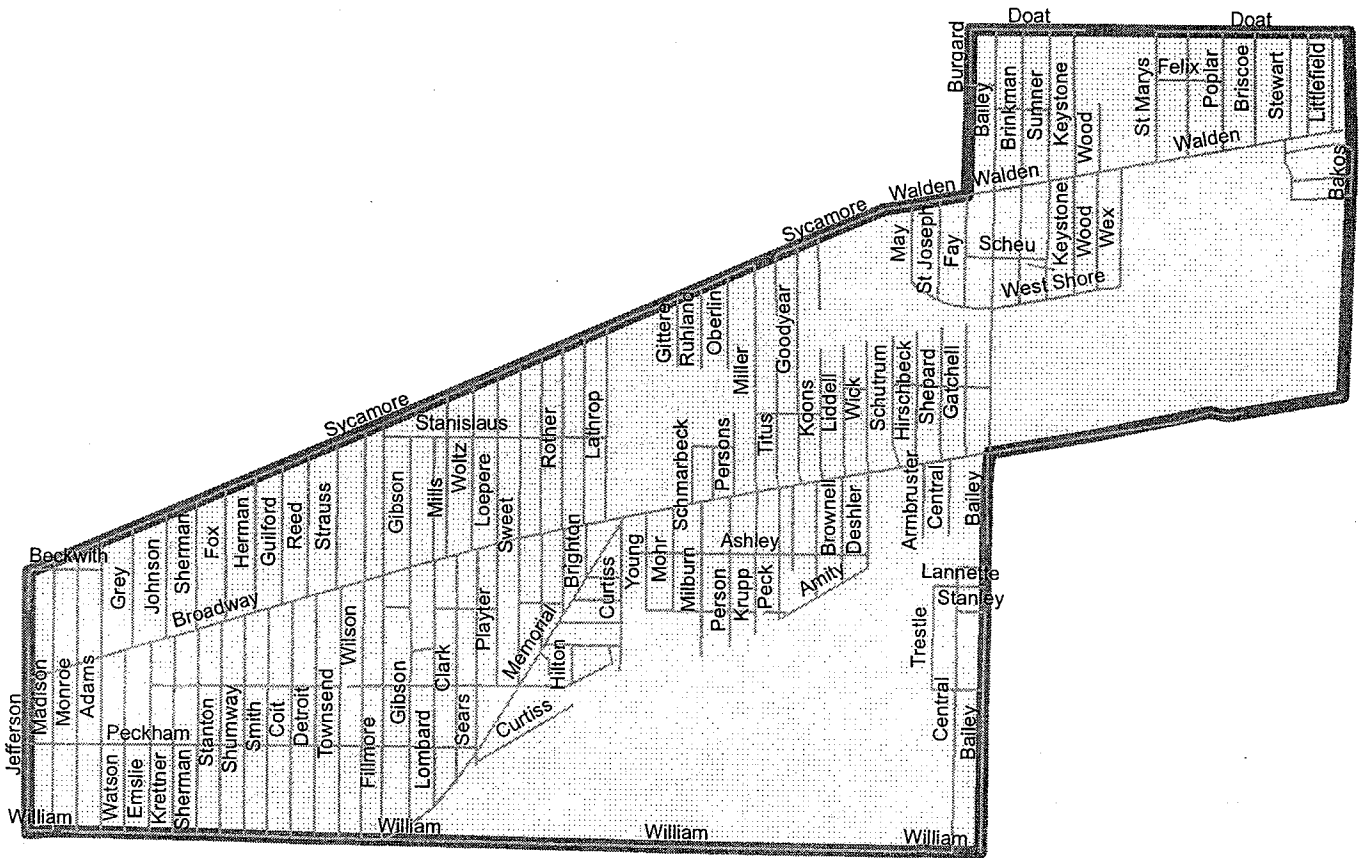 Doat
Doat
Burgard
Bailey
Brinkman
Sumner
Keystone
Wood
St Marys
Felix
Poplar
Briscoe
Stewart
Littlefield
Walden
Walden
Walden
Bakos
Sycamore
May
St Joseph
Fay
Scheu
Keystone
Wood
Wex
West Shore
Ruhland
Oberlin
Miller
Goodyear
Koons
Liddell
Wick
Schutrum
Hirschbeck
Shepard
Gatchell
Sycamore
Stanislaus
Gibson
Mills
Woltz
Loepere
Sweet
Rother
Lathrop
Schmarbeck
Persons
Titus
Beckwith
Grey
Johnson
Sherman
Fox
Herman
Guilford
Reed
Strauss
Broadway
Brighton
Curtiss
Young
Mohr
Milburn
Ashley
Person
Krupp
Peck
Amity
Brownell
Deshler
Armbruster
Central
Bailey
Lannette
Stanley
Trestle
Central
Bailey
Jefferson
Madison
Monroe
Adams
Peckham
Watson
Emslie
Krettner
Sherman
Stanton
Shumway
Smith
Coit
Detroit
Townsend
Wilson
Fillmore
Gibson
Lombard
Clark
Sears
Playter
Memorial
Hilton
Curtiss
William
William
William
William